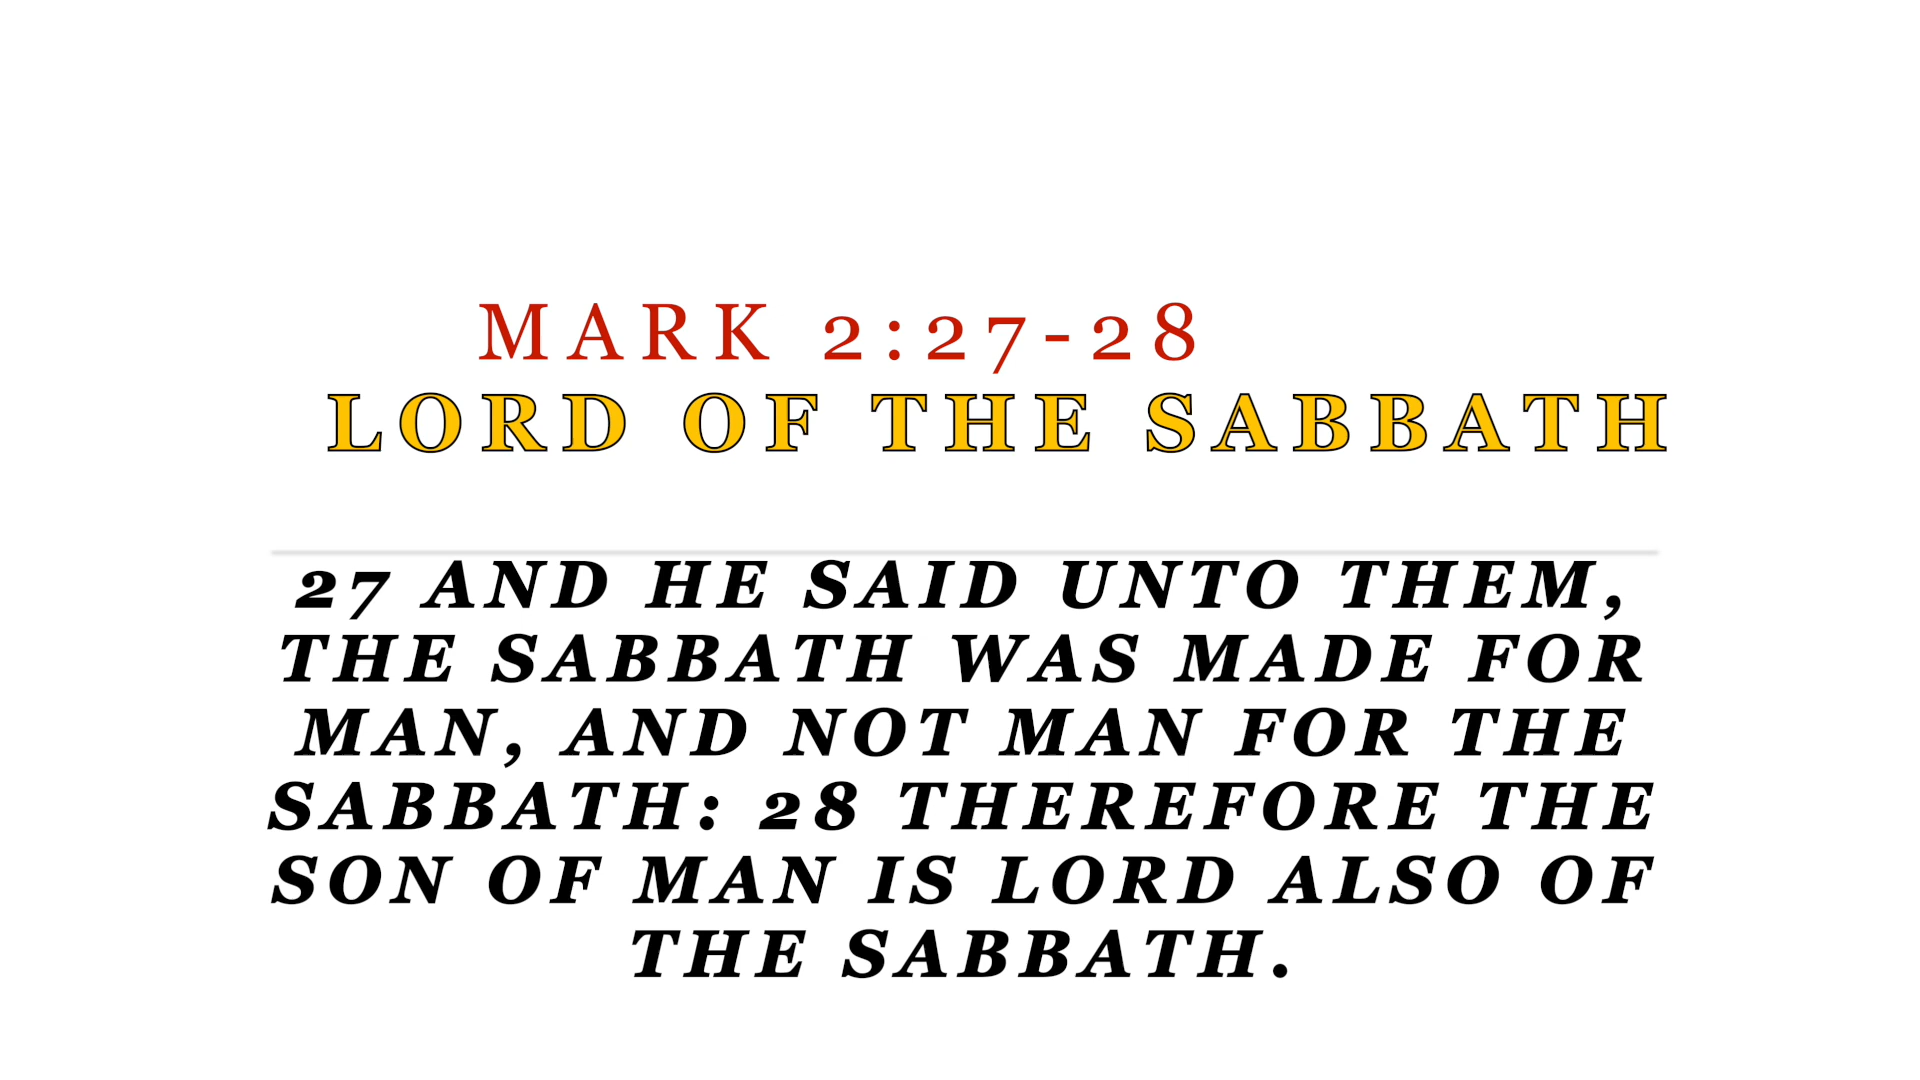 MARK 2:27-28
LORD OF THE SABBATH
27 AND HE SAID UNTO THEM,
THE SABBATH WAS MADE FOR
MAN, AND NOT MAN FOR THE
SABBATH: 28 THEREFORE THE
SON OF MAN IS LORD ALSO OF
THE SABBATH.